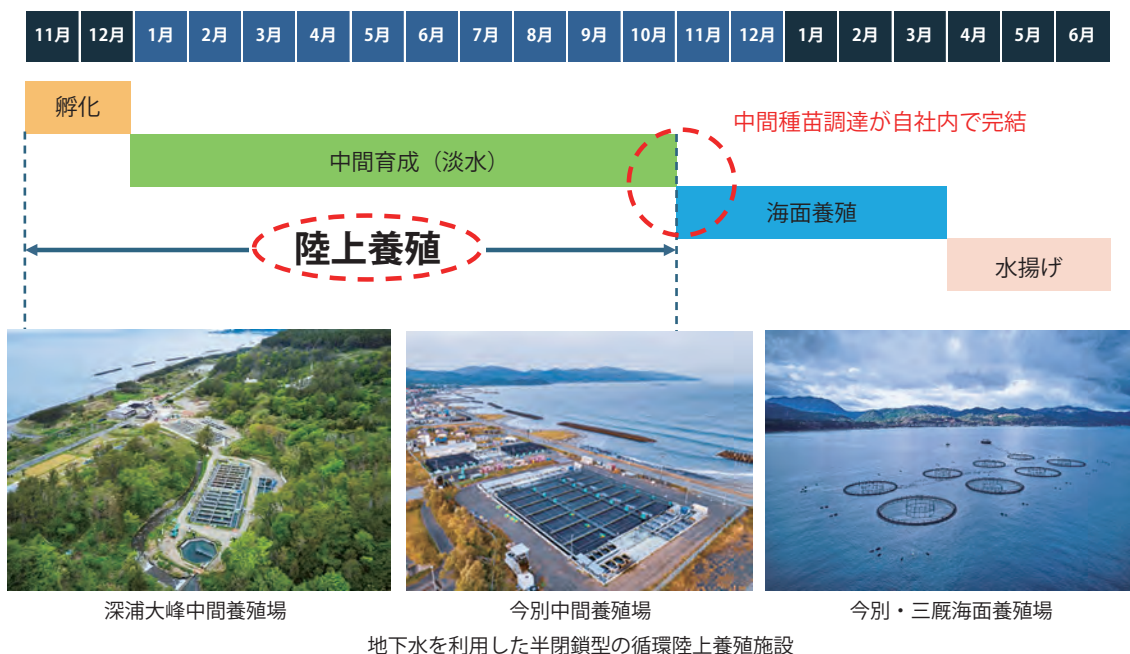 11月 12月 1月 2月 3月 4月 5月 6月 7月 8月 9月 10月 11月 12月 1月 2月 3月 4月 5月 6月
孵化
中間種苗調達が自社内で完結
中間育成（淡水）
海面養殖
陸上養殖
水揚げ
深浦大峰中間養殖場
今別中間養殖場
今別・三厩海面養殖場
地下水を利用した半閉鎖型の循環陸上養殖施設